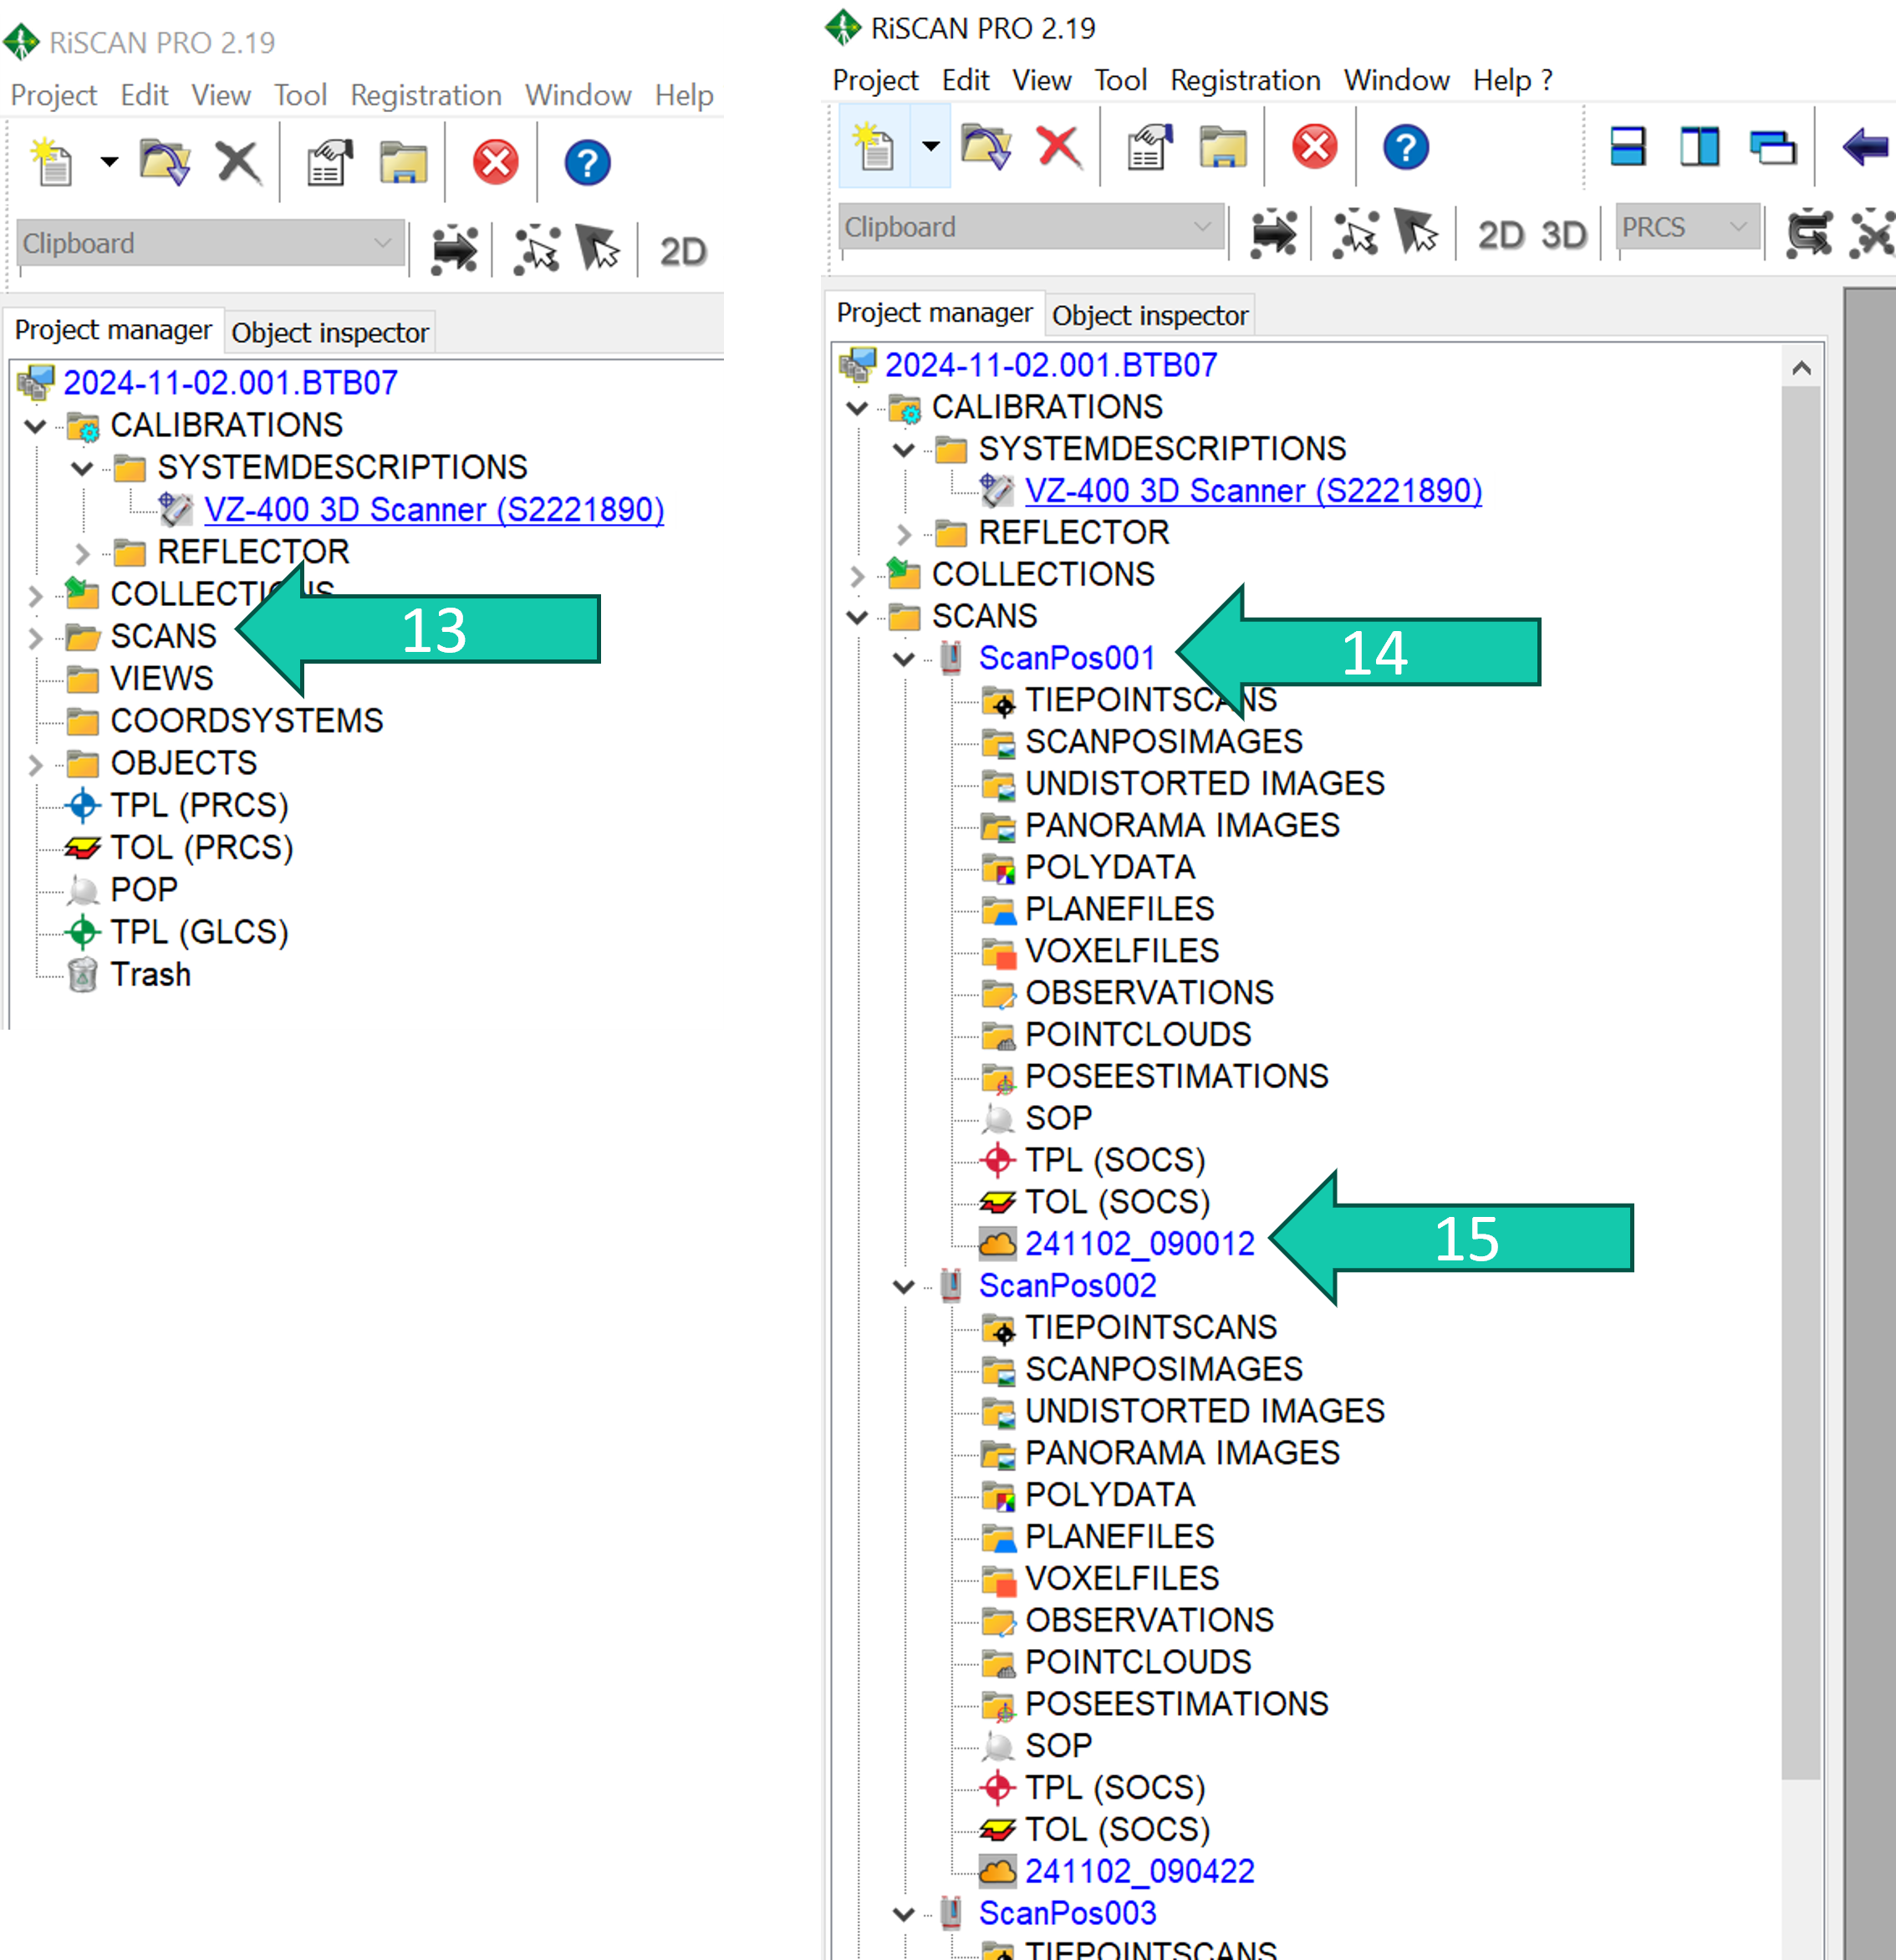 RiSCAN PRO 2.19
Project Edit View Tool Registration Window Help
Clipboard
2D
Project manager Object inspector
2024-11-02.001.BTB07
CALIBRATIONS
SYSTEMDESCRIPTIONS
VZ-400 3D Scanner (S2221890)
REFLECTOR
COLLECTIONS
SCANS
13
VIEWS
COORDSYSTEMS
OBJECTS
TPL (PRCS)
TOL (PRCS)
POP
TPL (GLCS)
Trash
RiSCAN PRO 2.19
Project Edit View Tool Registration Window Help ?
Clipboard
2D 3D PRCS
Project manager Object inspector
2024-11-02.001.BTB07
CALIBRATIONS
SYSTEMDESCRIPTIONS
VZ-400 3D Scanner (S2221890)
REFLECTOR
COLLECTIONS
SCANS
ScanPos001
14
TIEPOINTSCANS
SCANPOSIMAGES
UNDISTORTED IMAGES
PANORAMA IMAGES
POLYDATA
PLANEFILES
VOXELFILES
OBSERVATIONS
POINTCLOUDS
POSEESTIMATIONS
SOP
TPL (SOCS)
TOL (SOCS)
241102_090012
15
ScanPos002
TIEPOINTSCANS
SCANPOSIMAGES
UNDISTORTED IMAGES
PANORAMA IMAGES
POLYDATA
PLANEFILES
VOXELFILES
OBSERVATIONS
POINTCLOUDS
POSEESTIMATIONS
SOP
TPL (SOCS)
TOL (SOCS)
241102_090422
ScanPos003
TIEPOINTSCANS